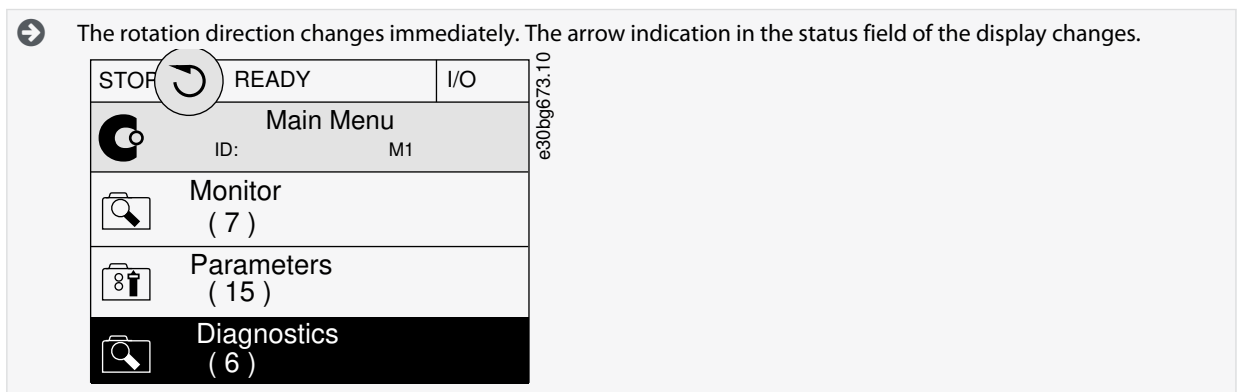 The rotation direction changes immediately. The arrow indication in the status field of the display changes.
STOP READY I/O
Main Menu
ID: M1
Monitor
( 7 )
Parameters
( 15 )
Diagnostics
( 6 )
e30bg673.10